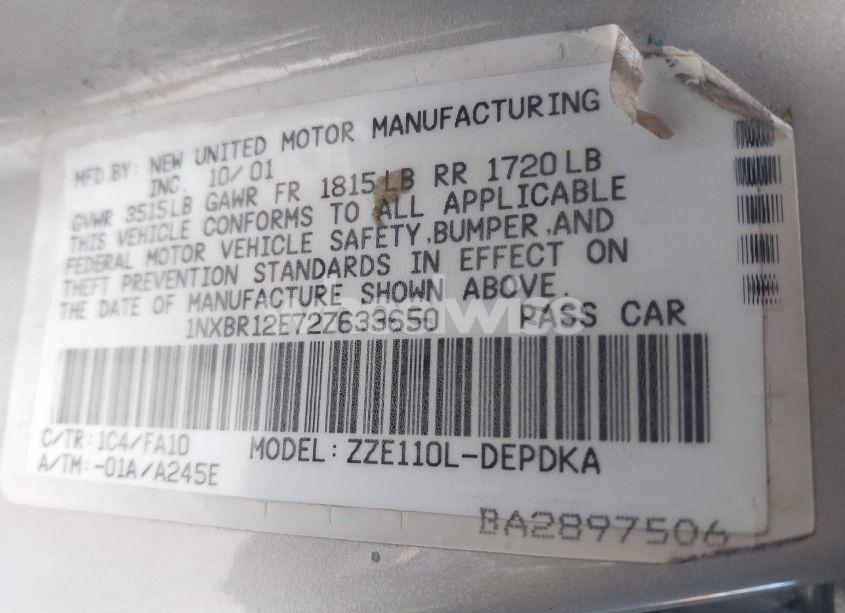 MFD.BY: NEW UNITED MOTOR MANUFACTURING
INC. 10/01
GVWR 3515LB GAWR FR 1815LB RR 1720LB
THIS VEHICLE CONFORMS TO ALL APPLICABLE
FEDERAL MOTOR VEHICLE SAFETY,BUMPER,AND
THEFT PREVENTION STANDARDS IN EFFECT ON
THE DATE OF MANUFACTURE SHOWN ABOVE.
1NXBR12E72Z633650 PASS CAR
C/TR:1C4/FA10 MODEL:ZZE110L-DEPDKA
A/TM:-01A/A245E
BA2897506